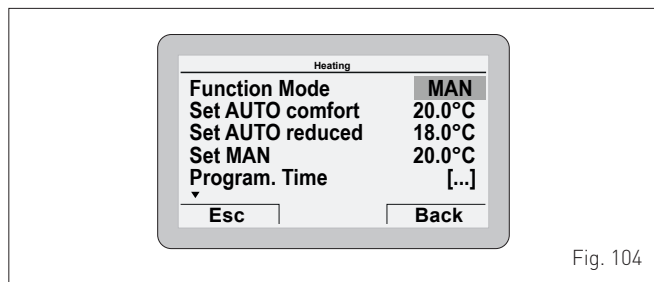 Heating
Function Mode MAN
Set AUTO comfort 20.0°C
Set AUTO reduced 18.0°C
Set MAN 20.0°C
Program. Time [...]
Esc Back
Fig. 104